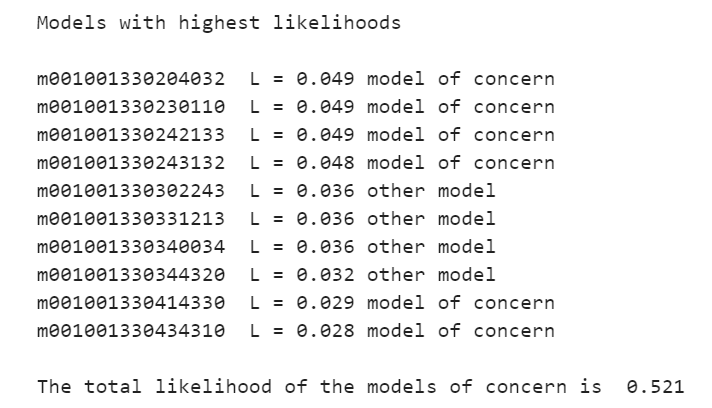 Models with highest likelihoods
m001001330204032 L = 0.049 model of concern
m001001330230110 L = 0.049 model of concern
m001001330242133 L = 0.049 model of concern
m001001330243132 L = 0.048 model of concern
m001001330302243 L = 0.036 other model
m001001330331213 L = 0.036 other model
m001001330340034 L = 0.036 other model
m001001330344320 L = 0.032 other model
m001001330414330 L = 0.029 model of concern
m001001330434310 L = 0.028 model of concern
The total likelihood of the models of concern is 0.521